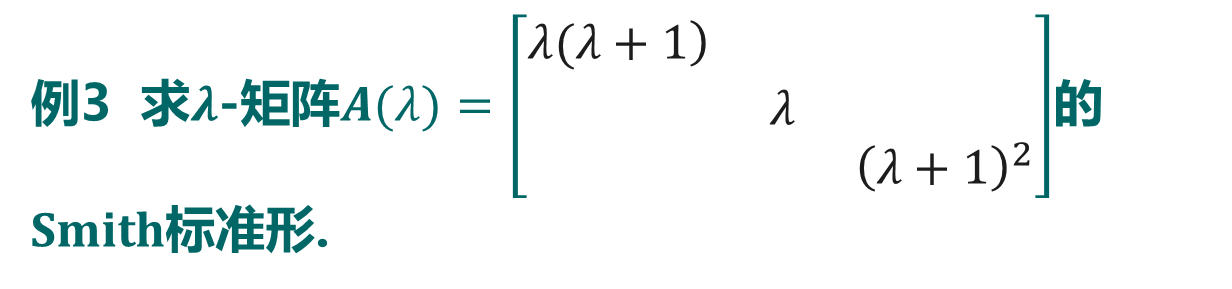 例3 求λ-矩阵A(λ) = [λ(λ + 1) λ (λ + 1)²]的
Smith标准形.